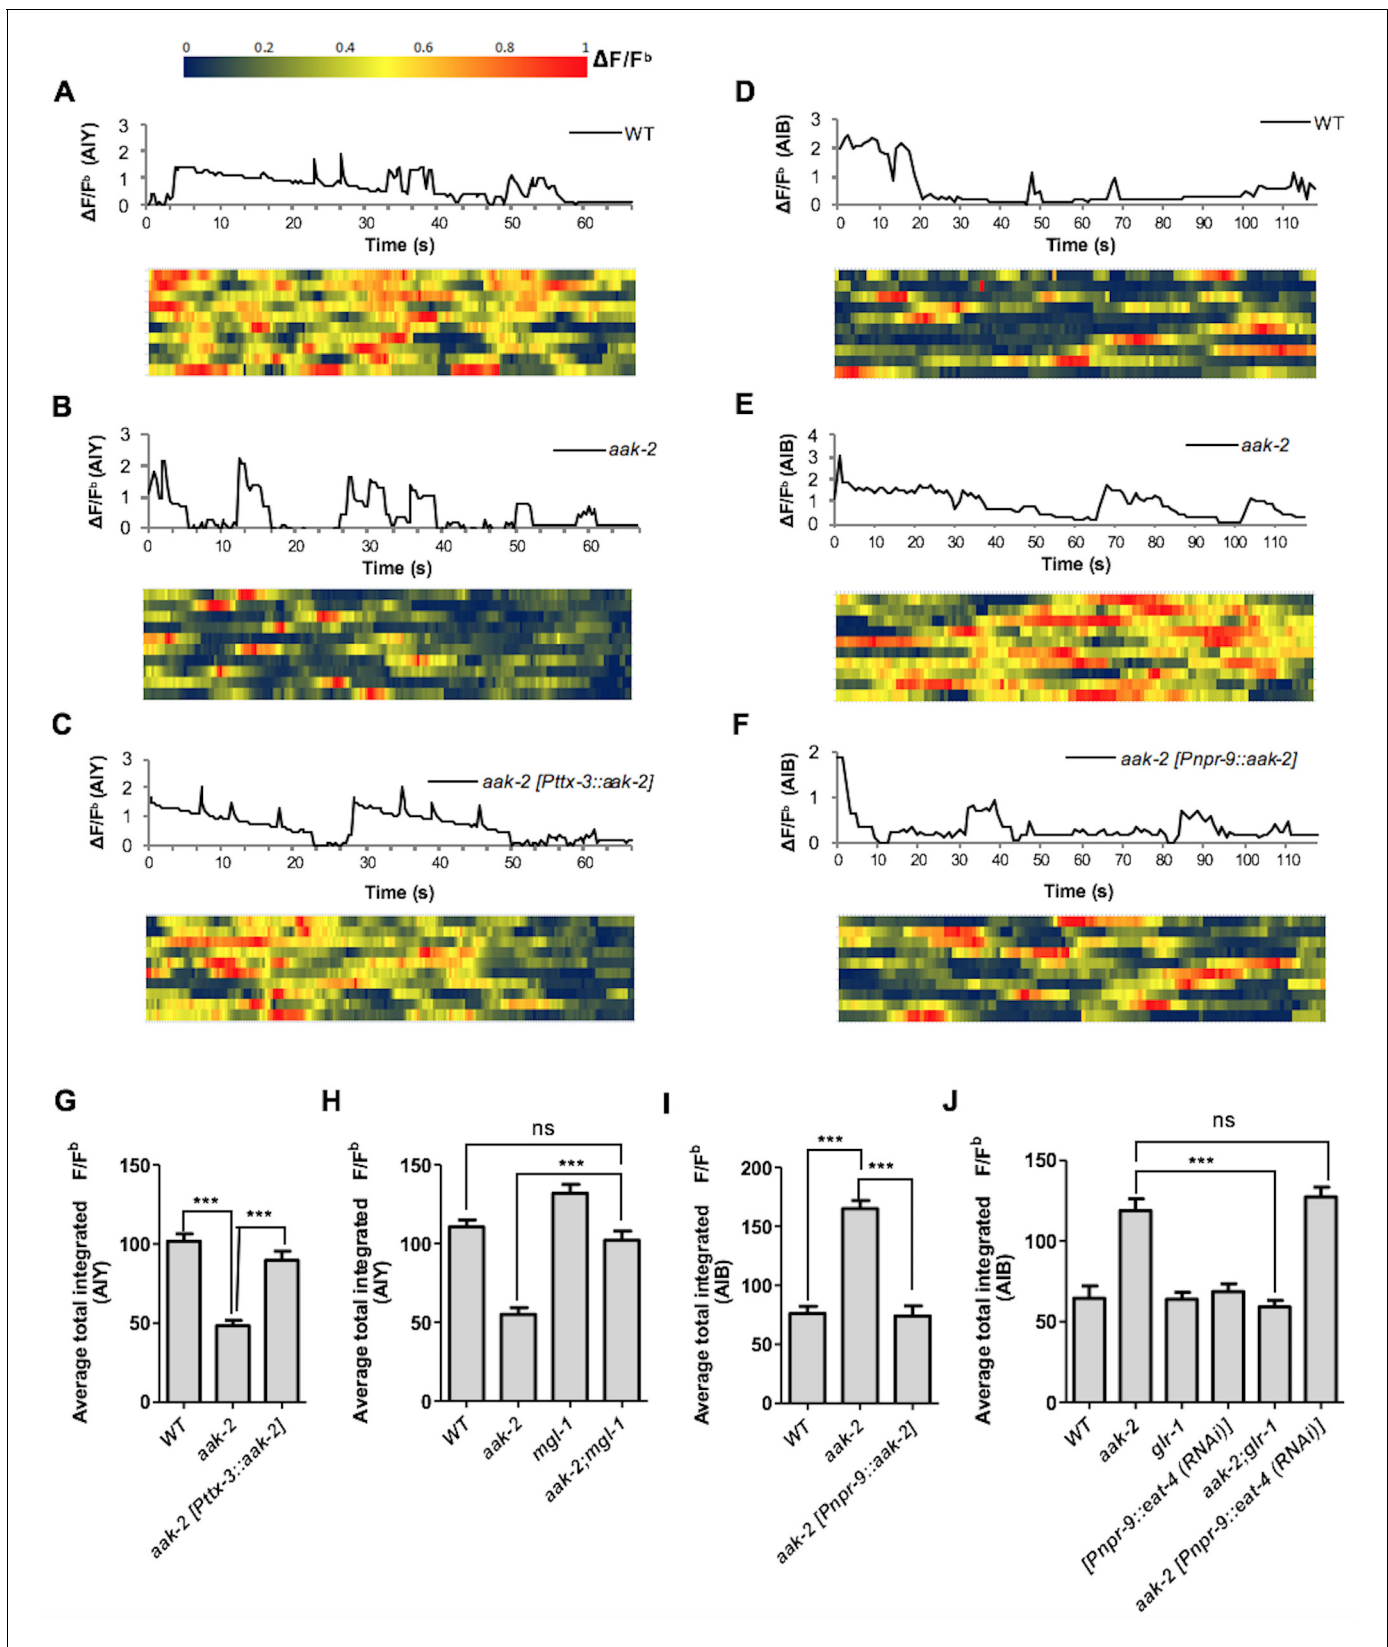 0 0.2 0.4 0.6 0.8 1
ΔF/Fᵇ
A
ΔF/Fᵇ (AIY)
3
2
1
0
WT
0 10 20 30 40 50 60
Time (s)
B
ΔF/Fᵇ (AIY)
3
2
1
0
aak-2
0 10 20 30 40 50 60
Time (s)
C
ΔF/Fᵇ (AIY)
3
2
1
0
aak-2 [Pttx-3::aak-2]
0 10 20 30 40 50 60
Time (s)
D
ΔF/Fᵇ (AIB)
3
2
1
0
WT
0 10 20 30 40 50 60 70 80 90 100 110
Time (s)
E
ΔF/Fᵇ (AIB)
4
3
2
1
0
aak-2
0 10 20 30 40 50 60 70 80 90 100 110
Time (s)
F
ΔF/Fᵇ (AIB)
2
1
0
aak-2 [Pnpr-9::aak-2]
0 10 20 30 40 50 60 70 80 90 100 110
Time (s)
G
Average total integrated F/Fᵇ
(AIY)
150
100
50
0
*** ***
WT
aak-2
aak-2 [Pttx-3::aak-2]
H
Average total integrated F/Fᵇ
(AIY)
150
100
50
0
ns
***
WT
aak-2
mgl-1
aak-2;mgl-1
I
Average total integrated F/Fᵇ
(AIB)
200
150
100
50
0
***
***
WT
aak-2
aak-2 [Pnpr-9::aak-2]
J
Average total integrated F/Fᵇ
(AIB)
150
100
50
0
ns
***
WT
aak-2
glr-1
[Pnpr-9::eat-4 (RNAi)]
aak-2;glr-1
aak-2 [Pnpr-9::eat-4 (RNAi)]